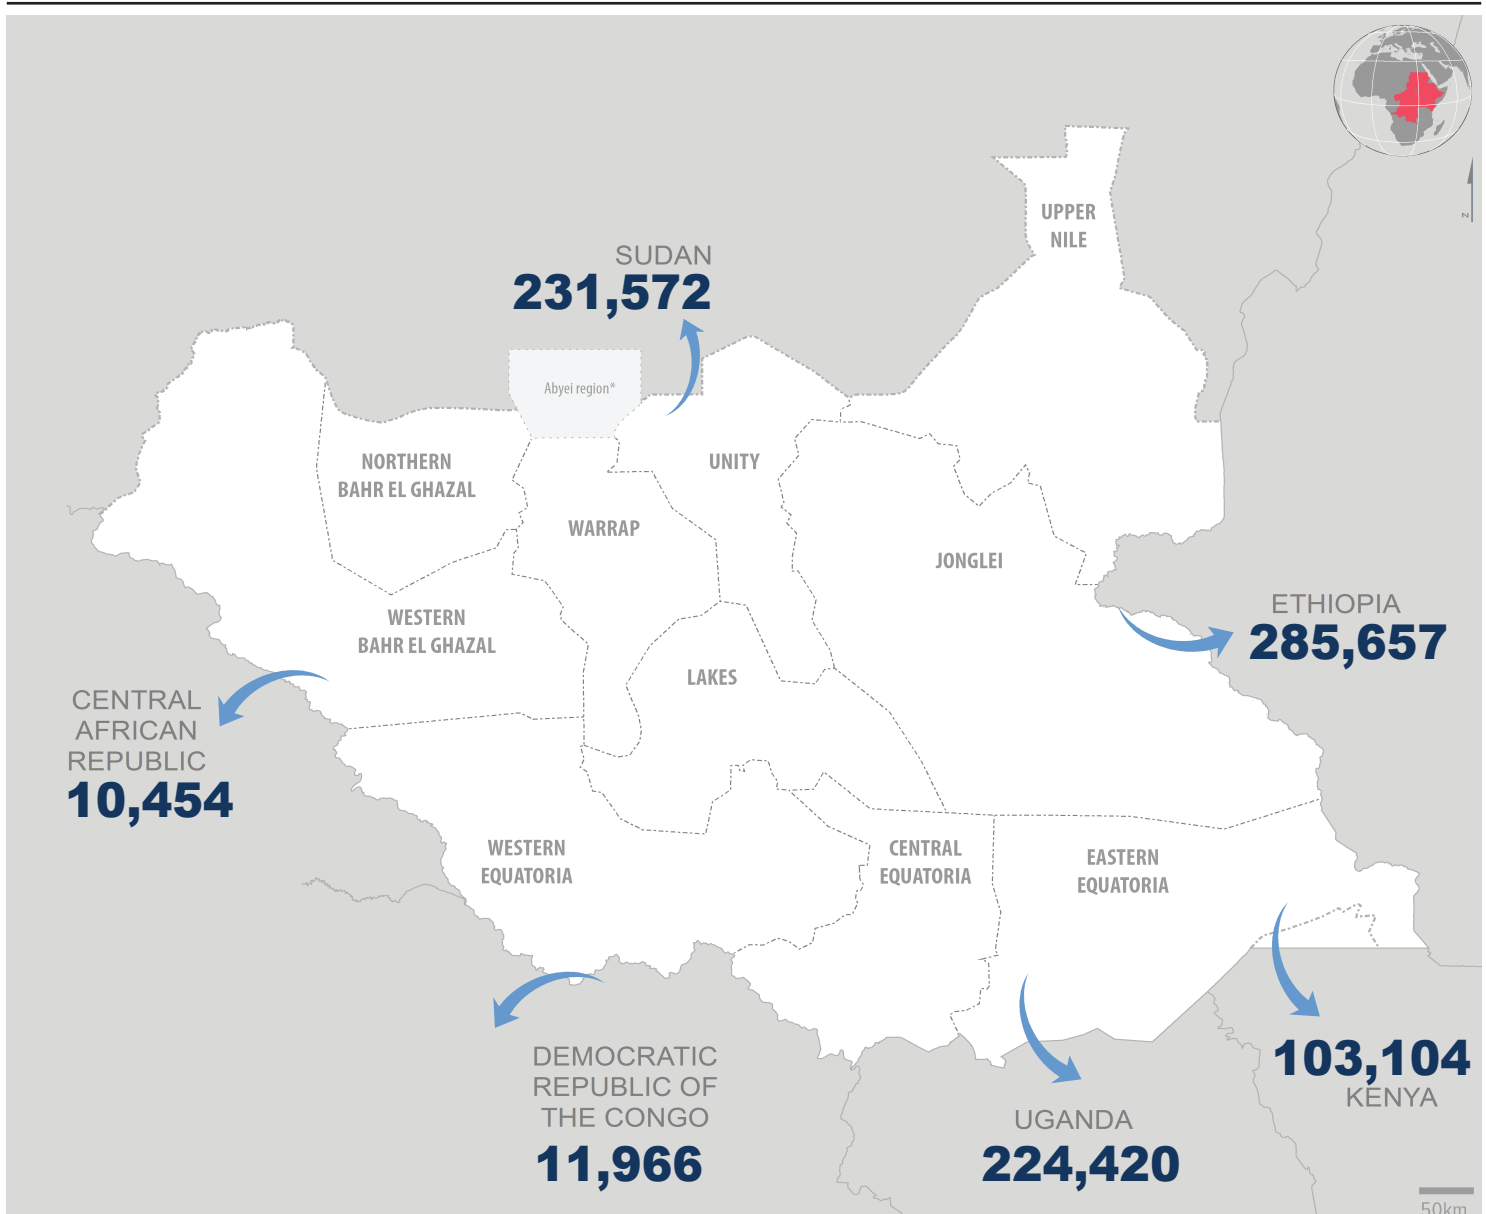 UPPER
NILE
SUDAN
231,572
Abyei region*
NORTHERN
BAHR EL GHAZAL
UNITY
WARRAP
JONGLEI
WESTERN
BAHR EL GHAZAL
ETHIOPIA
285,657
LAKES
CENTRAL
AFRICAN
REPUBLIC
10,454
WESTERN
EQUATORIA
CENTRAL
EQUATORIA
EASTERN
EQUATORIA
DEMOCRATIC
REPUBLIC OF
THE CONGO
11,966
UGANDA
224,420
103,104
KENYA
N
50km